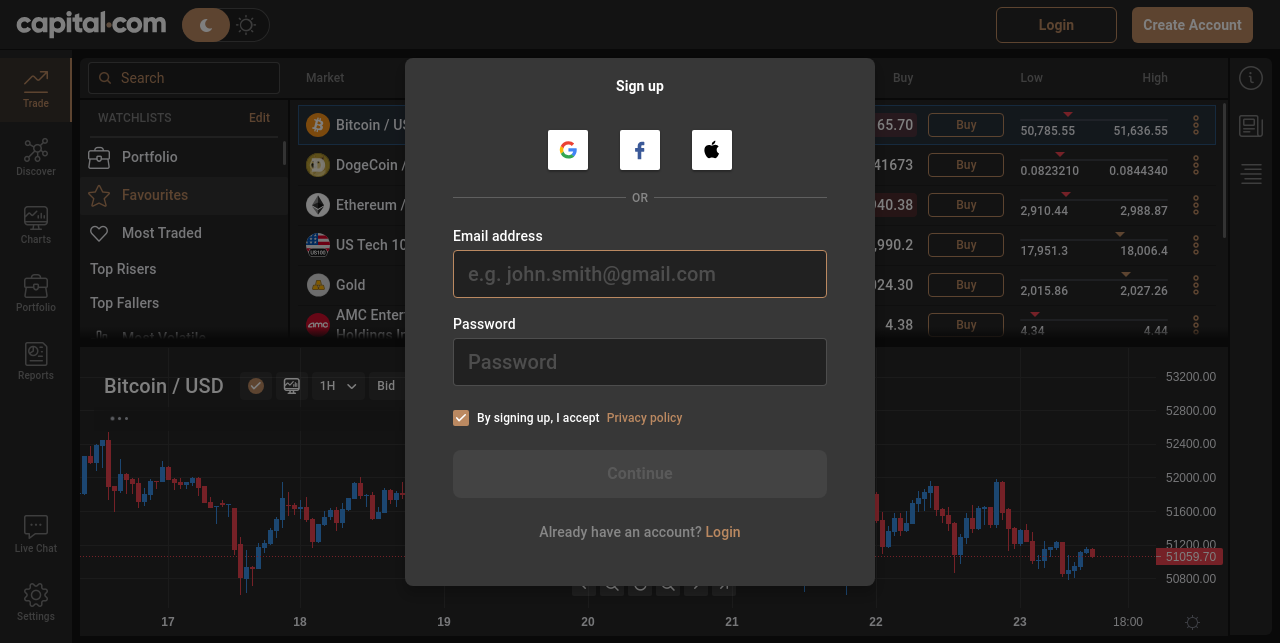 capital.com
Login
Create Account
Trade
Discover
Charts
Portfolio
Reports
Live Chat
Settings
Search
WATCHLISTS Edit
Portfolio
Favourites
Most Traded
Top Risers
Top Fallers
Most Volatile
Market Buy Low High
Bitcoin / US 65.70 Buy 50,785.55 51,636.55
DogeCoin / 41673 Buy 0.0823210 0.0844340
Ethereum / 940.38 Buy 2,910.44 2,988.87
US Tech 10 ,990.2 Buy 17,951.3 18,006.4
Gold 024.30 Buy 2,015.86 2,027.26
AMC Enter
Holdings In 4.38 Buy 4.34 4.44
Sign up
OR
Email address
e.g. john.smith@gmail.com
Password
Password
By signing up, I accept Privacy policy
Continue
Already have an account? Login
Bitcoin / USD 1H Bid
53200.00
52800.00
52400.00
52000.00
51600.00
51200.00
51059.70
50800.00
17 18 19 20 21 22 23 18:00